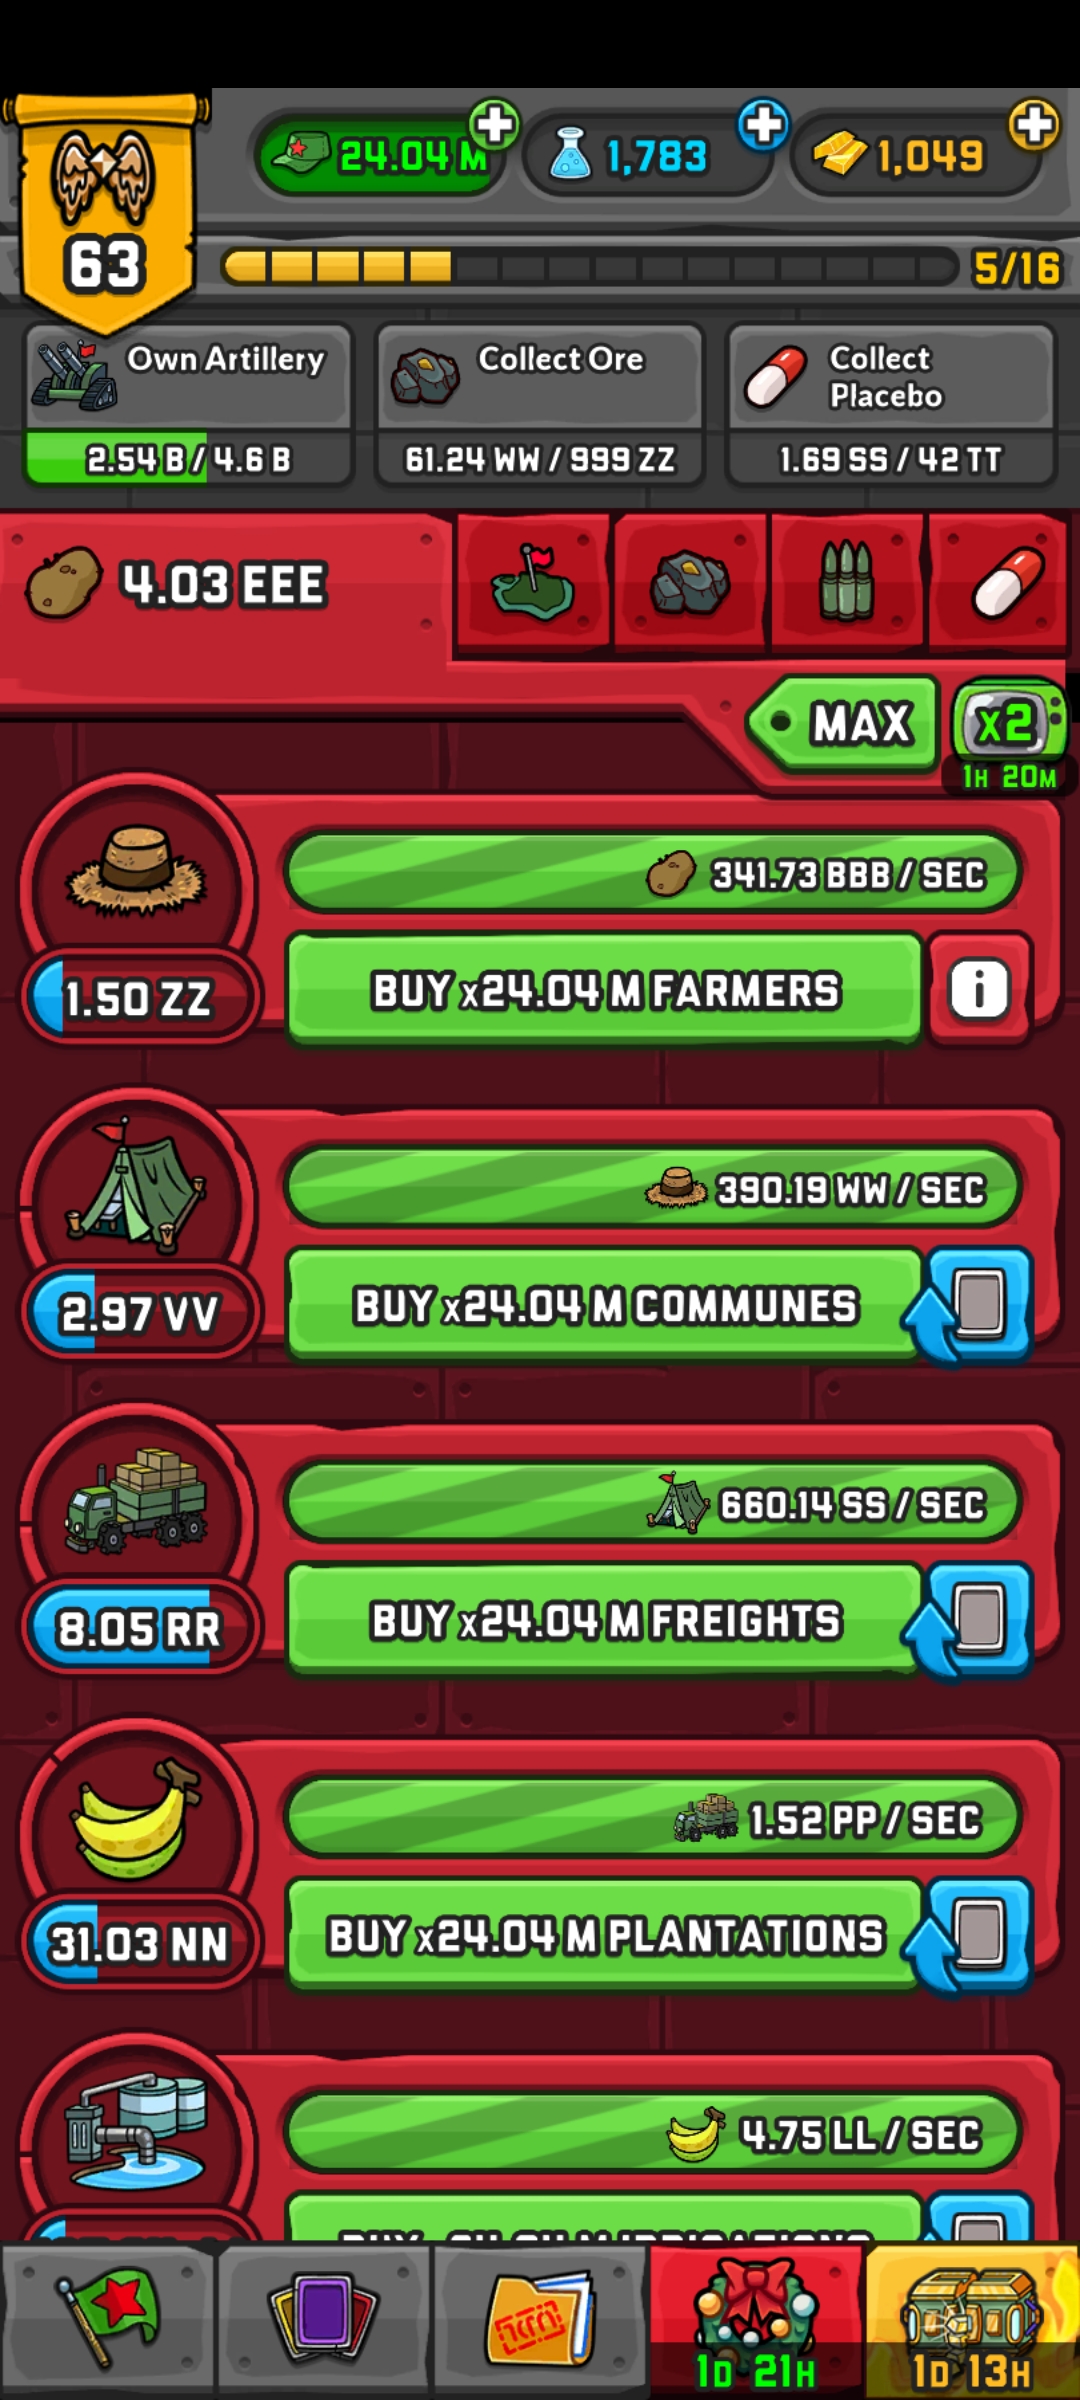 24.04 M
1,783
1,049
63
5/16
Own Artillery
2.54 B / 4.6 B
Collect Ore
61.24 WW / 999 ZZ
Collect
Placebo
1.69 SS / 42 TT
4.03 EEE
MAX
x2
1H 20M
341.73 BBB / SEC
1.50 ZZ
BUY x24.04 M FARMERS
i
390.19 WW / SEC
2.97 VV
BUY x24.04 M COMMUNES
660.14 SS / SEC
8.05 RR
BUY x24.04 M FREIGHTS
1.52 PP / SEC
31.03 NN
BUY x24.04 M PLANTATIONS
4.75 LL / SEC
1D 21H
1D 13H